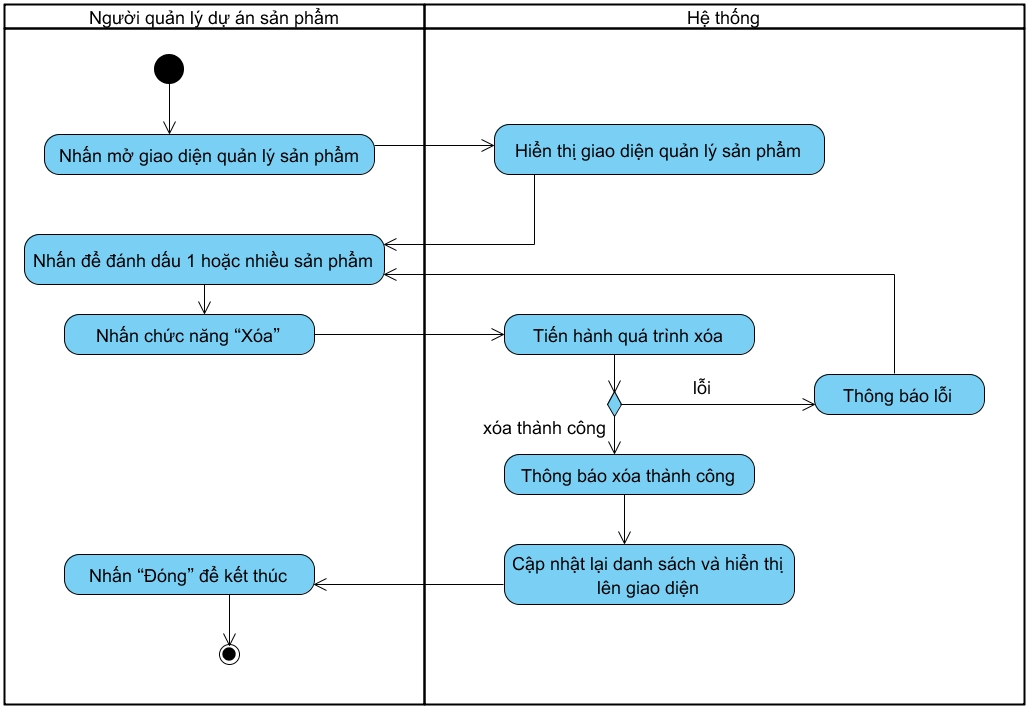 Người quản lý dự án sản phẩm
Hệ thống
Nhấn mở giao diện quản lý sản phẩm
Hiển thị giao diện quản lý sản phẩm
Nhấn để đánh dấu 1 hoặc nhiều sản phẩm
Nhấn chức năng “Xóa”
Tiến hành quá trình xóa
lỗi
Thông báo lỗi
xóa thành công
Thông báo xóa thành công
Cập nhật lại danh sách và hiển thị
lên giao diện
Nhấn “Đóng” để kết thúc